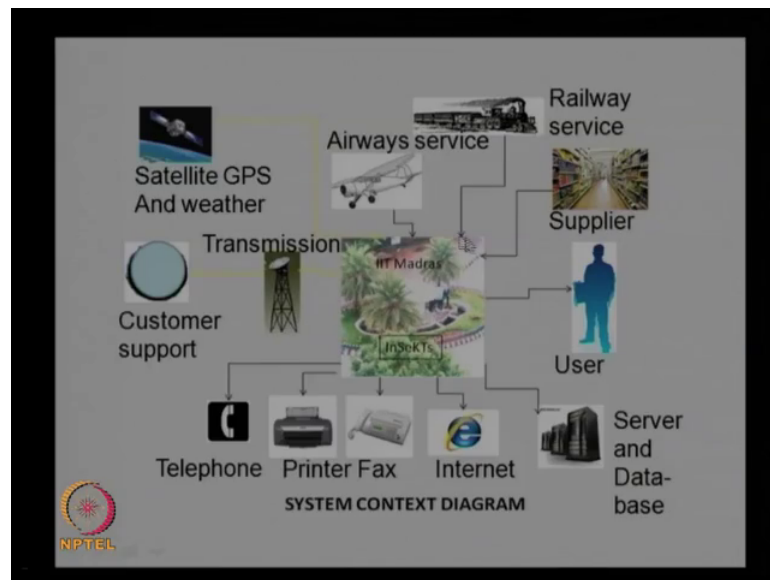 Railway
service
Airways service
Satellite GPS
And weather
Supplier
Transmission
IIT Madras
Customer
support
InSeKTs
User
Telephone
Printer Fax
Internet
Server
and
Data-
base
SYSTEM CONTEXT DIAGRAM
NPTEL